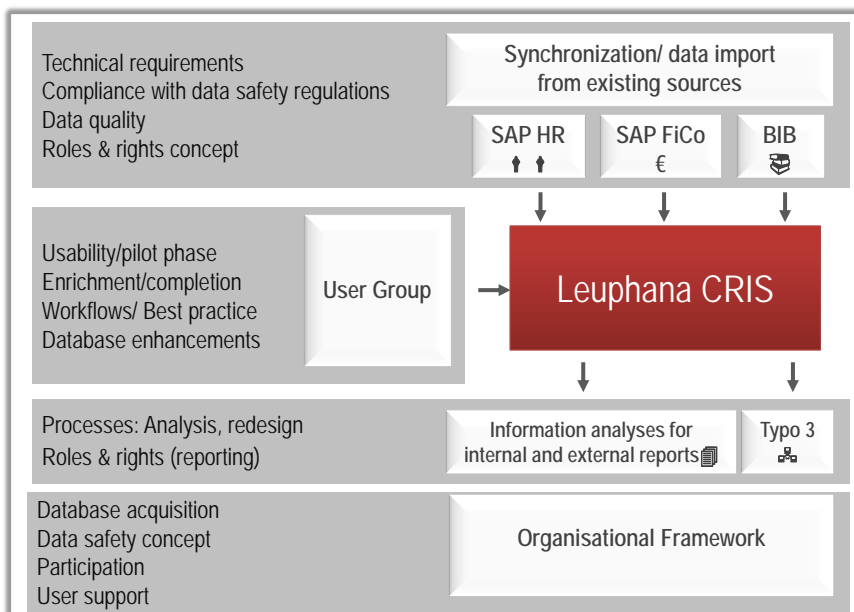 Technical requirements
Compliance with data safety regulations
Data quality
Roles & rights concept
Synchronization/ data import
from existing sources
SAP HR
SAP FiCo
€
BIB
Usability/pilot phase
Enrichment/completion
Workflows/ Best practice
Database enhancements
User Group
Leuphana CRIS
Processes: Analysis, redesign
Roles & rights (reporting)
Information analyses for
internal and external reports
Typo 3
Database acquisition
Data safety concept
Participation
User support
Organisational Framework